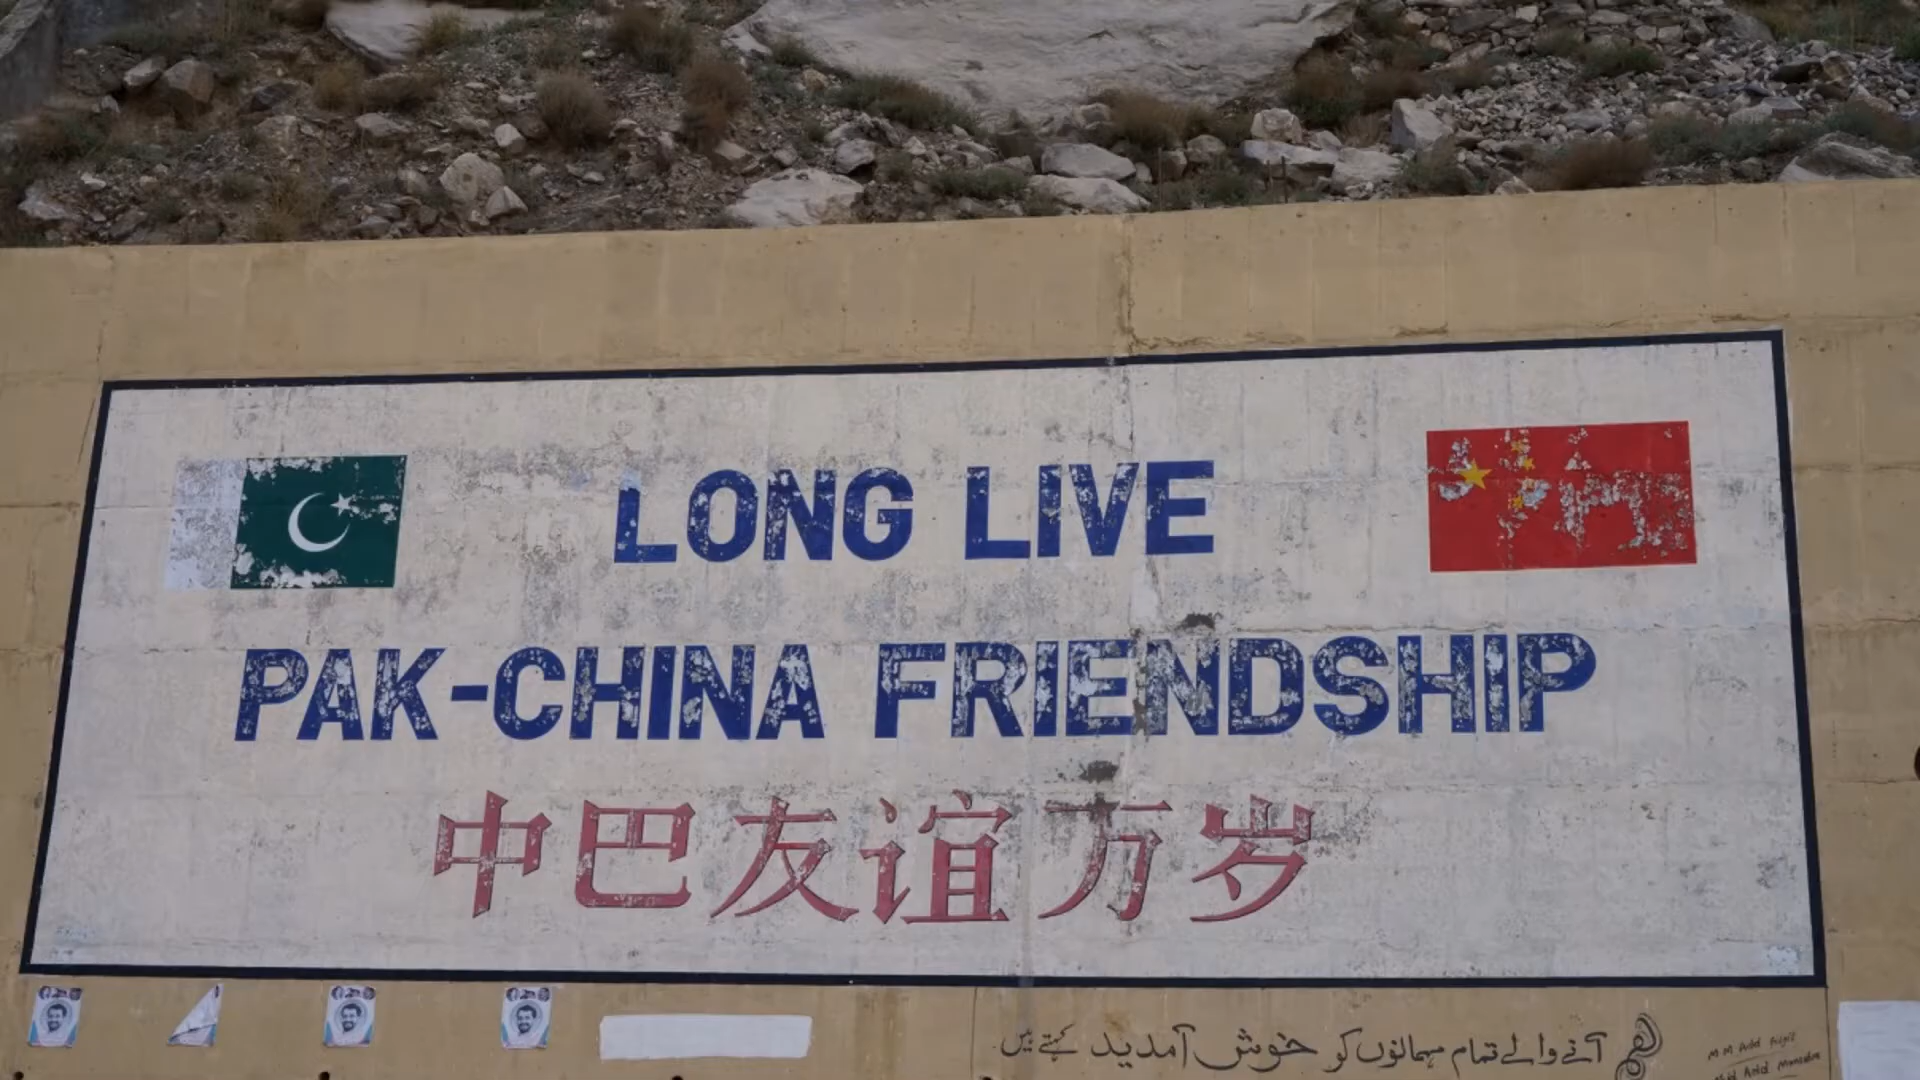 LONG LIVE
PAK-CHINA FRIENDSHIP
中巴友谊万岁
ہم آنے والے تمام مہمانوں کو خوش آمدید کہتے ہیں